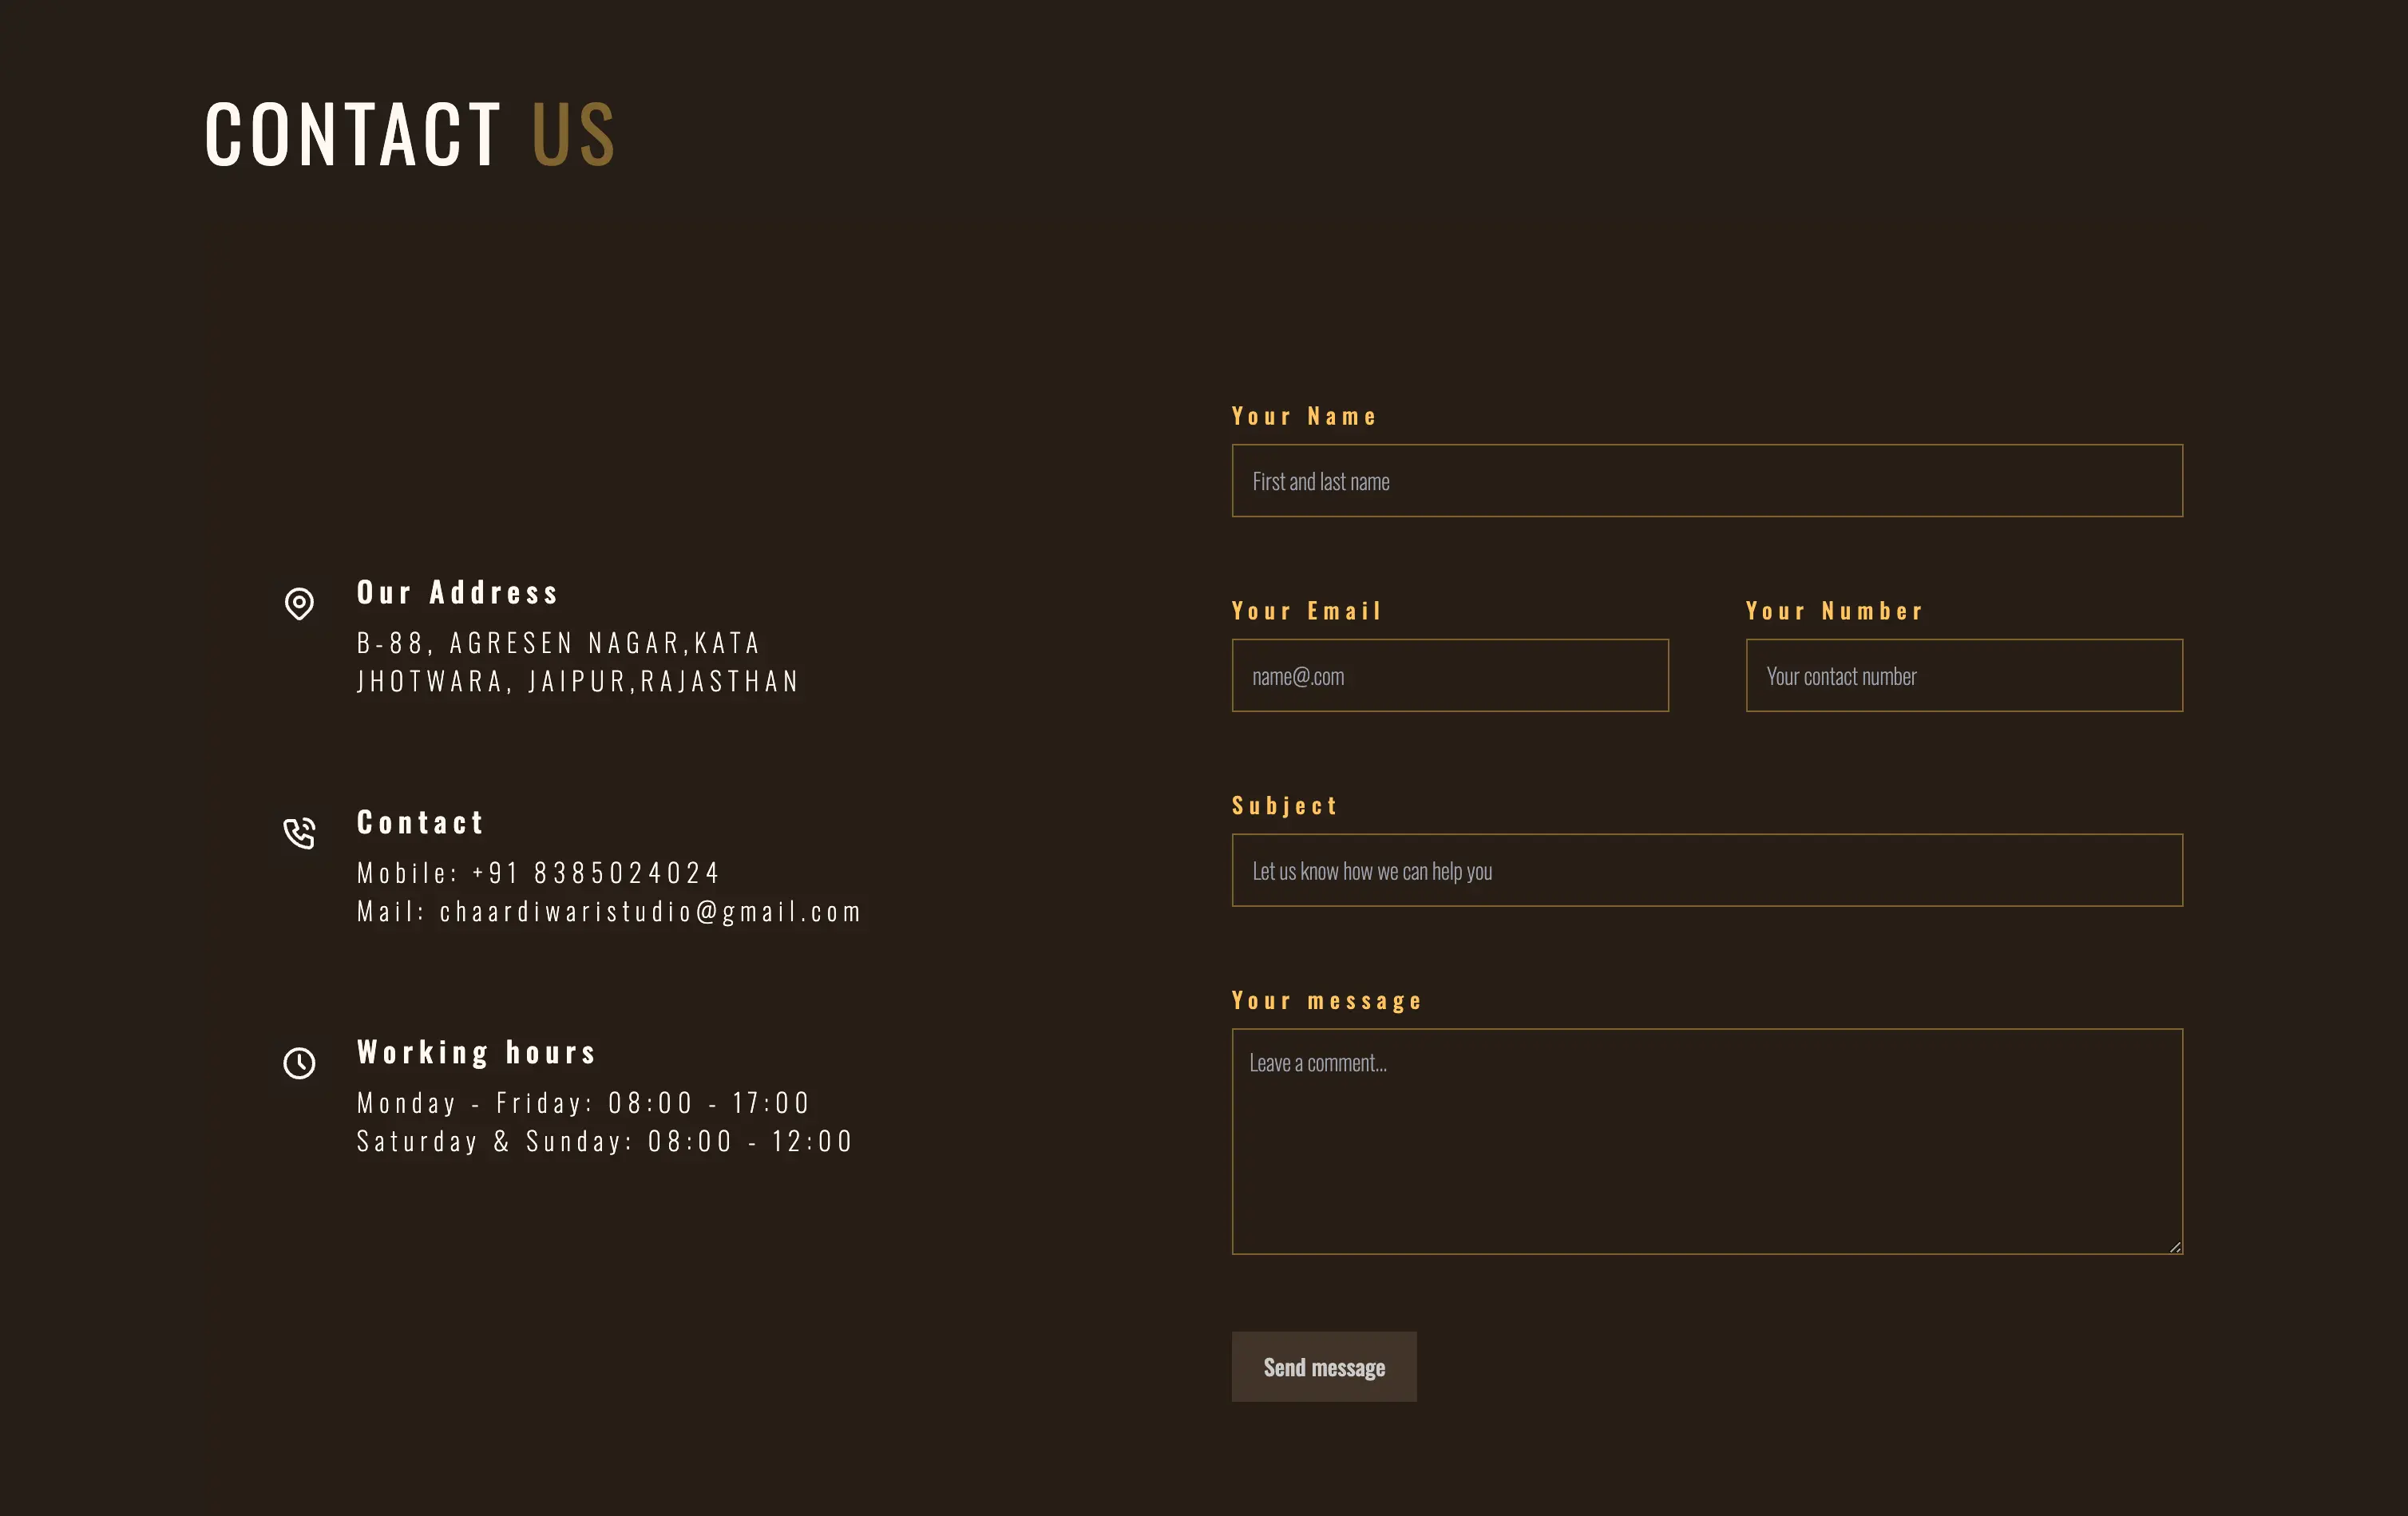 CONTACT US
Our Address
B-88, AGRESEN NAGAR,KATA
JHOTWARA, JAIPUR,RAJASTHAN
Contact
Mobile: +91 8385024024
Mail: chaardiwaristudio@gmail.com
Working hours
Monday - Friday: 08:00 - 17:00
Saturday & Sunday: 08:00 - 12:00
Your Name
First and last name
Your Email
name@.com
Your Number
Your contact number
Subject
Let us know how we can help you
Your message
Leave a comment...
Send message